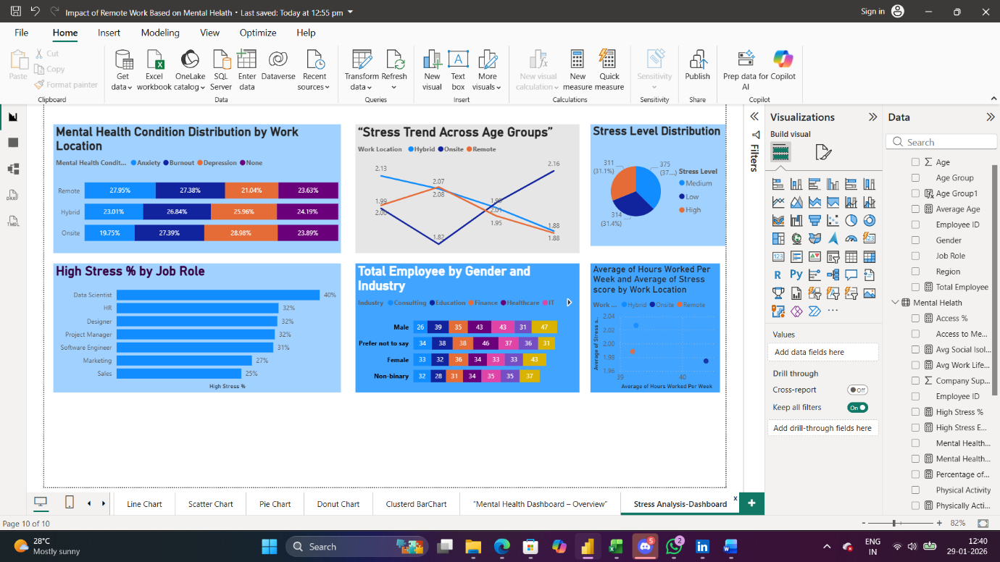 Impact of Remote Work Based on Mental Helath • Last saved: Today at 12:55 pm
Sign in
File Home Insert Modeling View Optimize Help
Paste
Cut
Copy
Format painter
Clipboard
Get data
Excel workbook
OneLake catalog
SQL Server
Enter data
Dataverse
Recent sources
Data
Transform data
Refresh
Queries
New visual
Text box
More visuals
Insert
New visual calculation
New measure
Quick measure
Calculations
Sensitivity
Sensitivity
Publish
Share
Prep data for AI
Copilot
Copilot
Mental Health Condition Distribution by Work
Location
Mental Health Condit... Anxiety Burnout Depression None
Remote 27.95% 27.38% 21.04% 23.63%
Hybrid 23.01% 26.84% 25.96% 24.19%
Onsite 19.75% 27.39% 28.98% 23.89%
“Stress Trend Across Age Groups”
Work Location Hybrid Onsite Remote
2.13
1.99
2.00
2.07
2.08
1.82
2.01
1.95
2.16
1.88
1.88
Stress Level Distribution
311
(31.1%)
375
(37....)
314
(31.4%)
Stress Level
Medium
Low
High
High Stress % by Job Role
Data Scientist 40%
HR 32%
Designer 32%
Project Manager 32%
Software Engineer 31%
Marketing 27%
Sales 25%
High Stress %
Total Employee by Gender and
Industry
Industry Consulting Education Finance Healthcare IT
Male 26 39 35 43 43 31 47
Prefer not to say 34 38 38 46 37 36 31
Female 33 32 36 34 33 33 43
Non-binary 32 28 31 34 35 35 37
Average of Hours Worked Per
Week and Average of Stress
score by Work Location
Work ... Hybrid Onsite Remote
Average of Stress s...
2.04
2.02
2.00
1.98
1.96
39 40
Average of Hours Worked Per Week
Filters
Visualizations
Build visual
R Py
123
Values
Add data fields here
Drill through
Cross-report Off
Keep all filters On
Add drill-through fields here
Data
Search
Age
Age Group
Age Group1
Average Age
Employee ID
Gender
Job Role
Region
Total Employee
Mental Helath
Access %
Access to Me...
Avg Social Isol...
Avg Work Life...
Company Sup...
Employee ID
High Stress %
High Stress E...
Mental Health...
Mental Health...
Percentage of...
Physical Activity
Physically Acti...
DAX
TMDL
Line Chart
Scatter Chart
Pie Chart
Donut Chart
Clusterd BarChart
“Mental Health Dashboard – Overview”
Stress Analysis-Dashboard
x
+
Page 10 of 10
- + 82%
28°C
Mostly sunny
Search
5
2
ENG
IN
12:40
29-01-2026